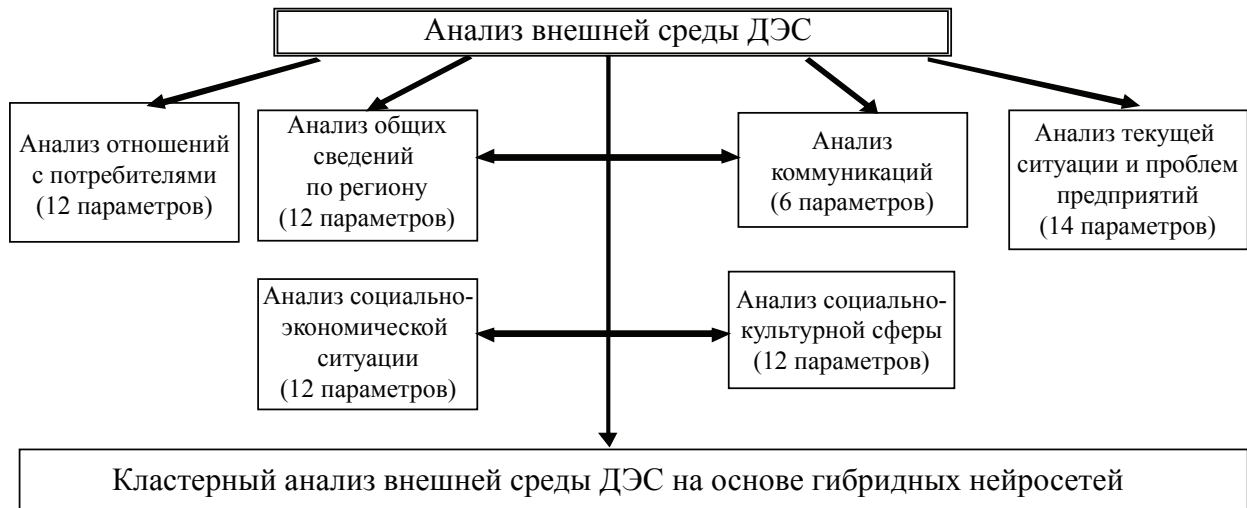 Анализ внешней среды ДЭС
Анализ отношений
с потребителями
(12 параметров)
Анализ общих
сведений
по региону
(12 параметров)
Анализ
коммуникаций
(6 параметров)
Анализ текущей
ситуации и проблем
предприятий
(14 параметров)
Анализ социально-
экономической
ситуации
(12 параметров)
Анализ социально-
культурной сферы
(12 параметров)
Кластерный анализ внешней среды ДЭС на основе гибридных нейросетей